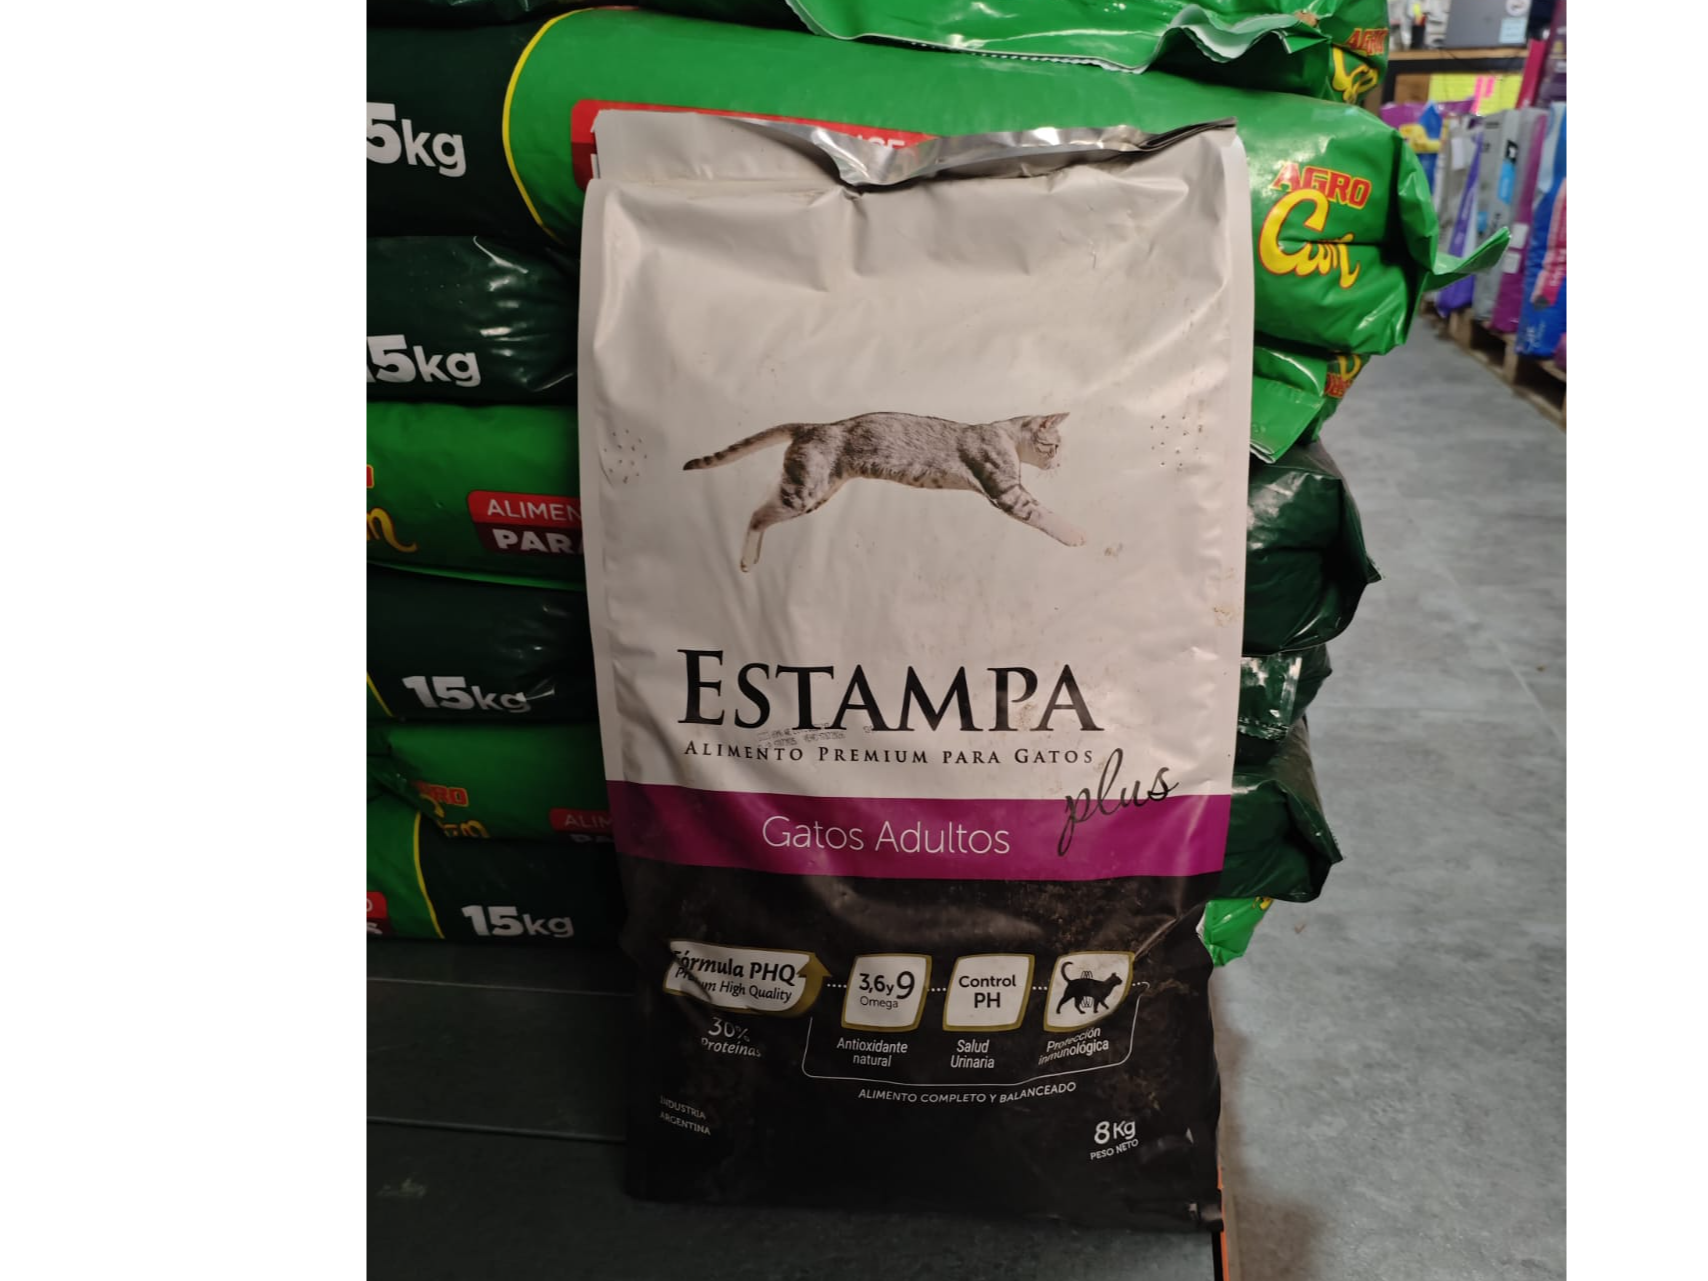 5kg
AGRO
Can
5kg
ALIMEN
PARA
15kg
15kg
ESTAMPA
ALIMENTO PREMIUM PARA GATOS
plus
Gatos Adultos
Fórmula PHQ
Premium High Quality
30%
Proteínas
3,6y9
Omega
Antioxidante
natural
Control
PH
Salud
Urinaria
Protección
inmunológica
ALIMENTO COMPLETO Y BALANCEADO
INDUSTRIA
ARGENTINA
8Kg
PESO NETO